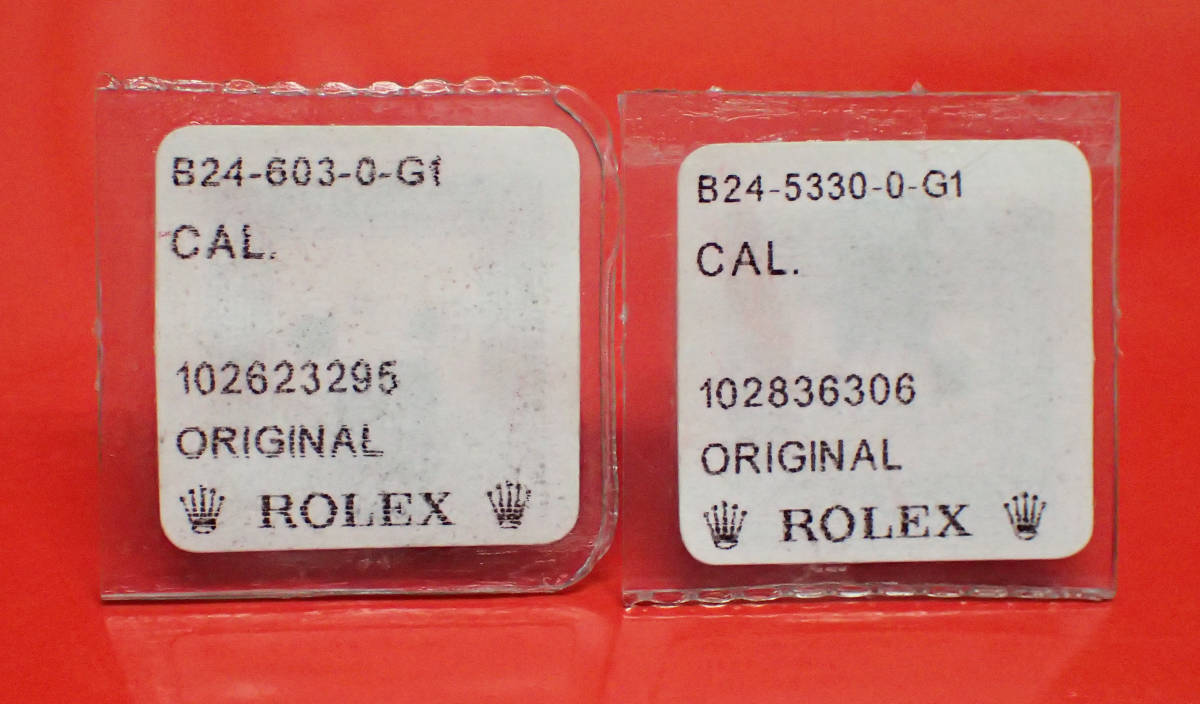 B24-603-0-G1
CAL.
102623295
ORIGINAL
ROLEX
B24-5330-0-G1
CAL.
102836306
ORIGINAL
ROLEX